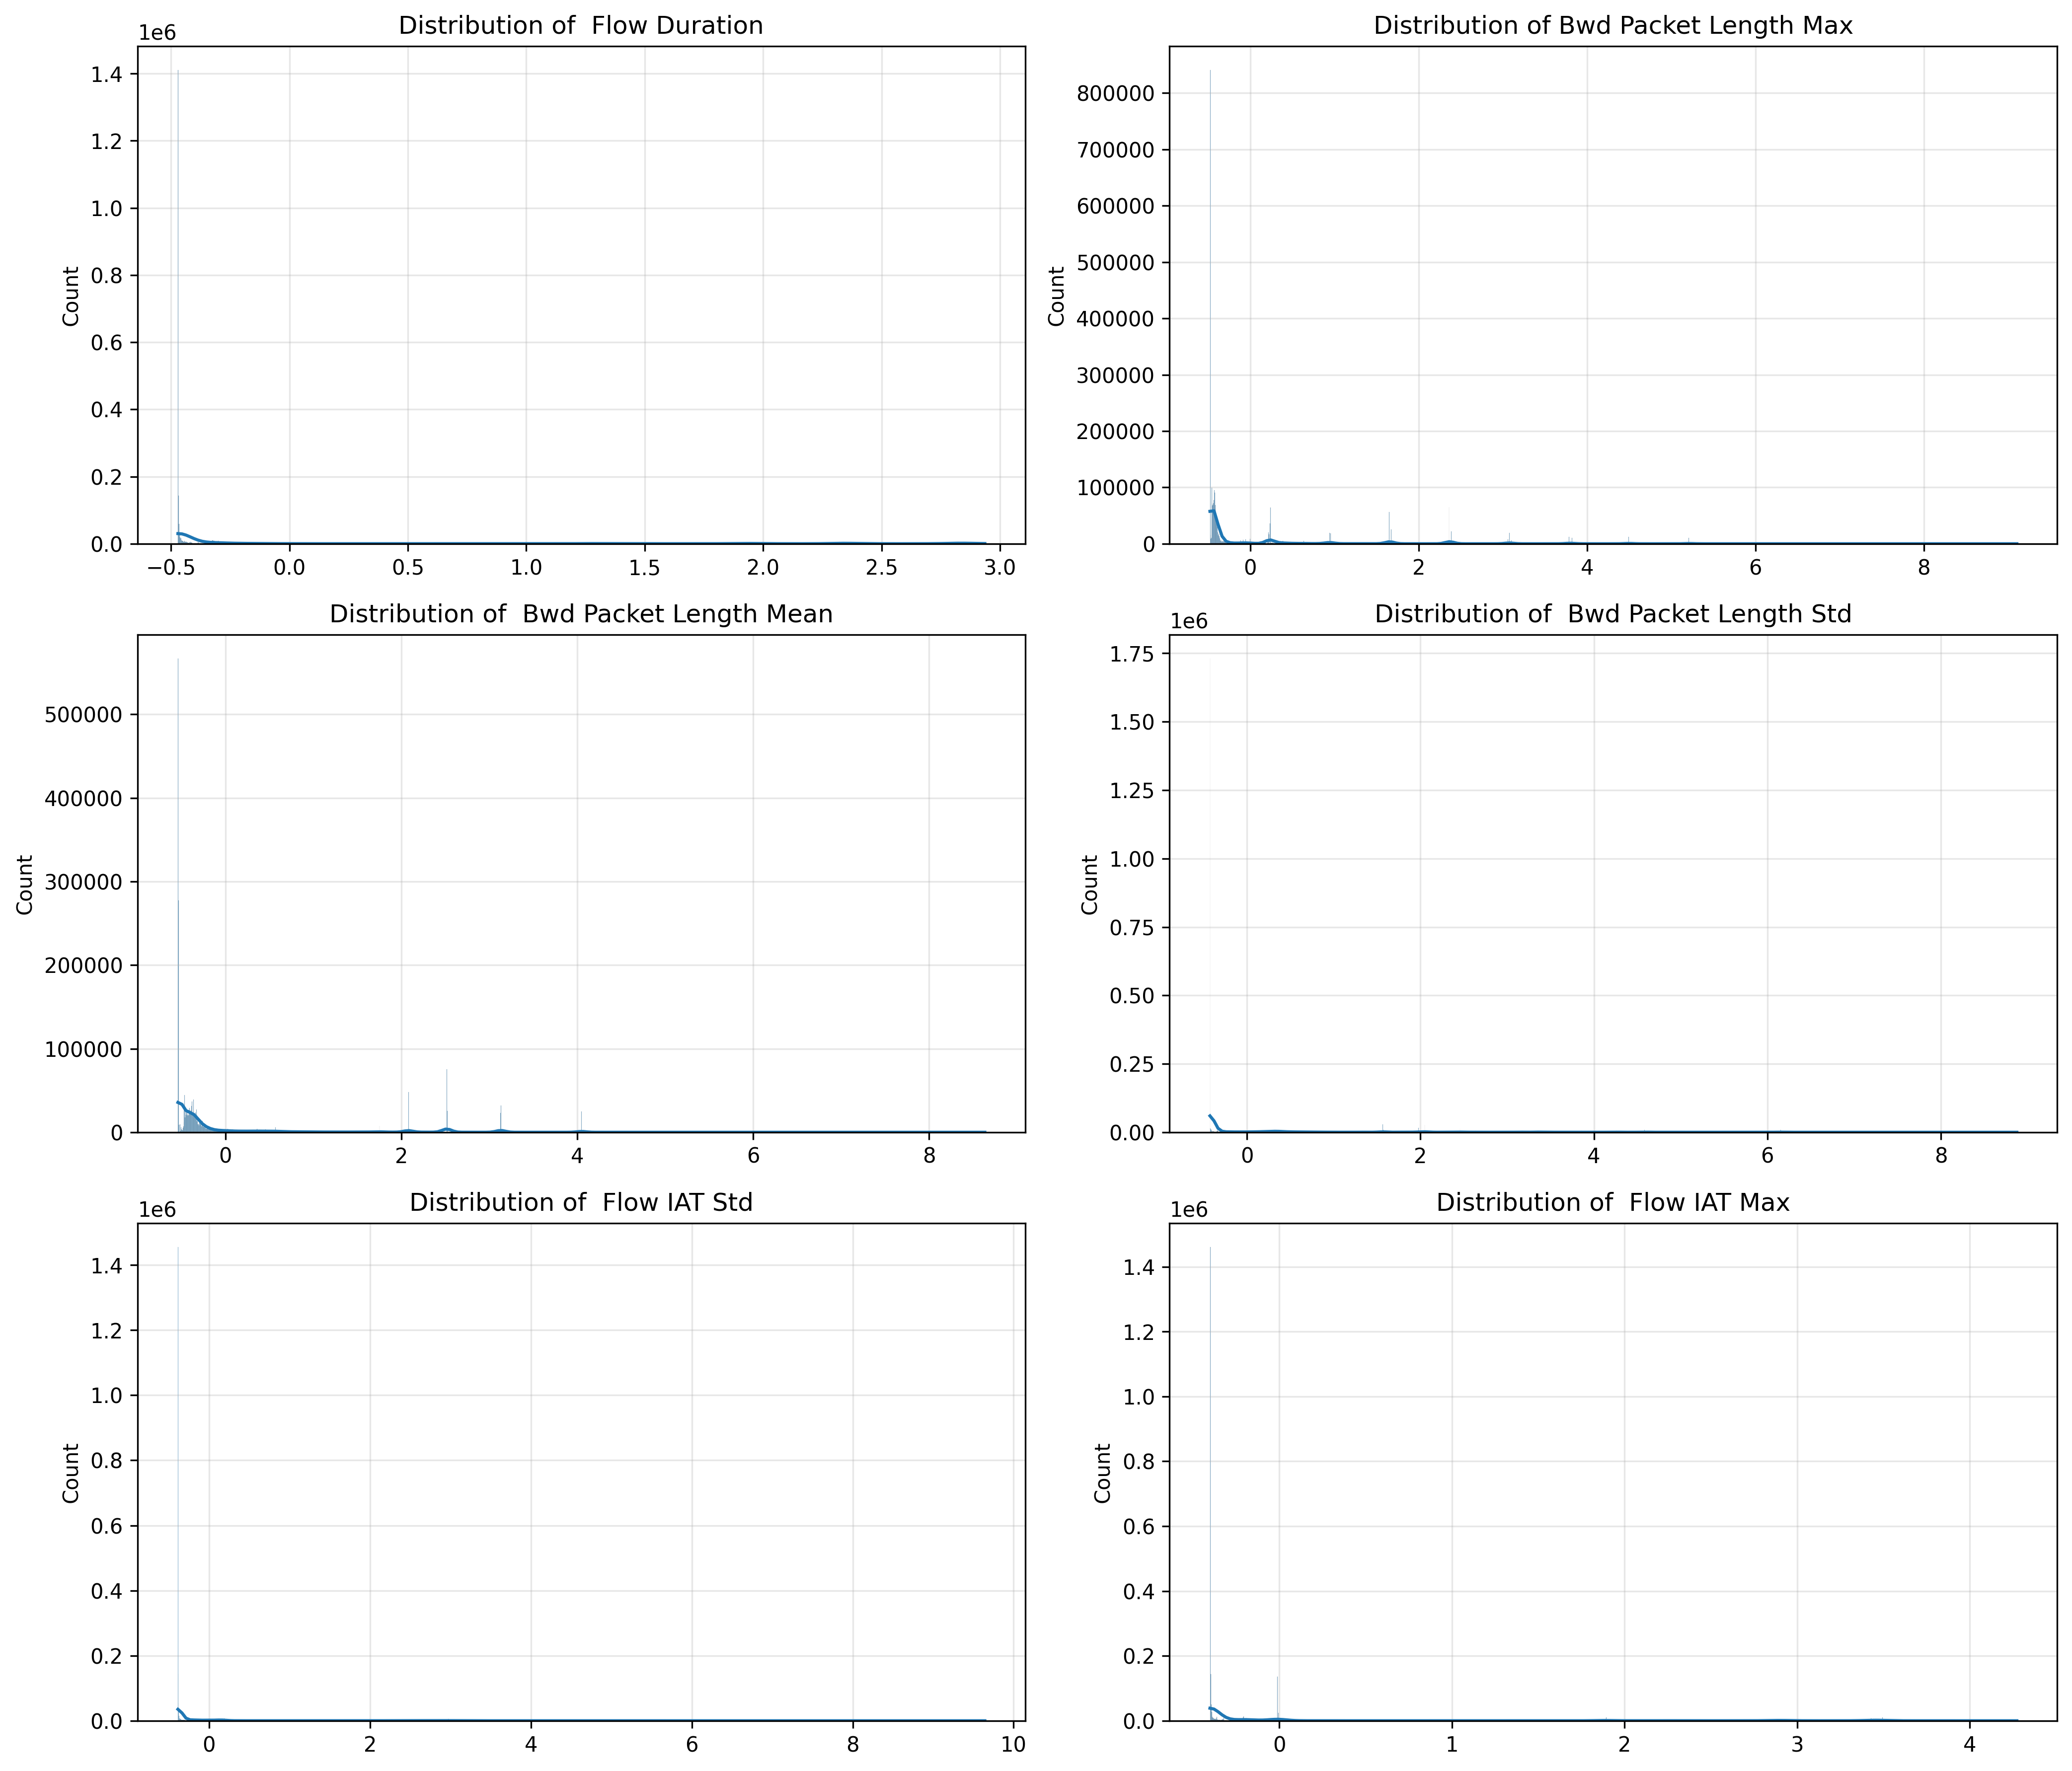 Distribution of  Flow Duration
1e6
1.4
1.2
1.0
0.8
0.6
0.4
0.2
0.0
Count
−0.5 0.0 0.5 1.0 1.5 2.0 2.5 3.0
Distribution of Bwd Packet Length Max
800000
700000
600000
500000
400000
300000
200000
100000
0
Count
0 2 4 6 8
Distribution of  Bwd Packet Length Mean
500000
400000
300000
200000
100000
0
Count
0 2 4 6 8
Distribution of  Bwd Packet Length Std
1e6
1.75
1.50
1.25
1.00
0.75
0.50
0.25
0.00
Count
0 2 4 6 8
Distribution of  Flow IAT Std
1e6
1.4
1.2
1.0
0.8
0.6
0.4
0.2
0.0
Count
0 2 4 6 8 10
Distribution of  Flow IAT Max
1e6
1.4
1.2
1.0
0.8
0.6
0.4
0.2
0.0
Count
0 1 2 3 4